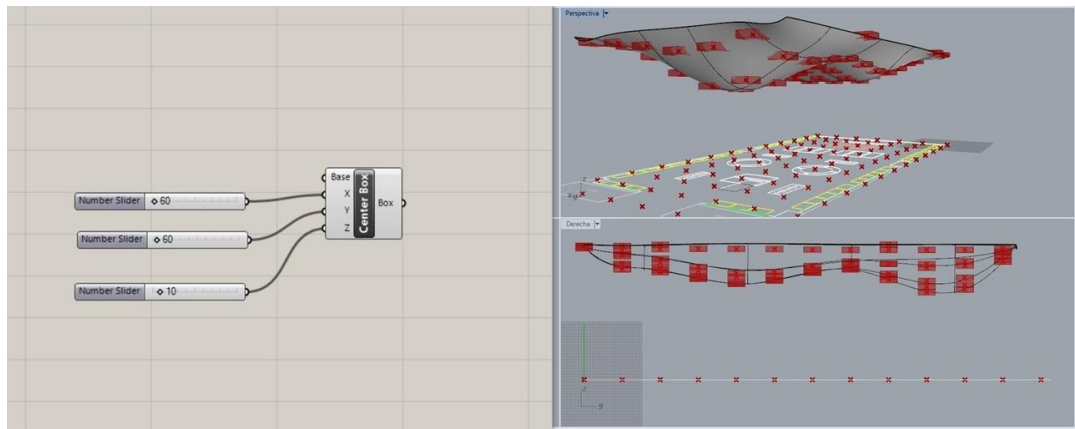 Perspectiva
Base
X
Y
Z
Center Box
Box
Number Slider 60
Number Slider 60
Number Slider 10
z
x y
Derecha
z
y